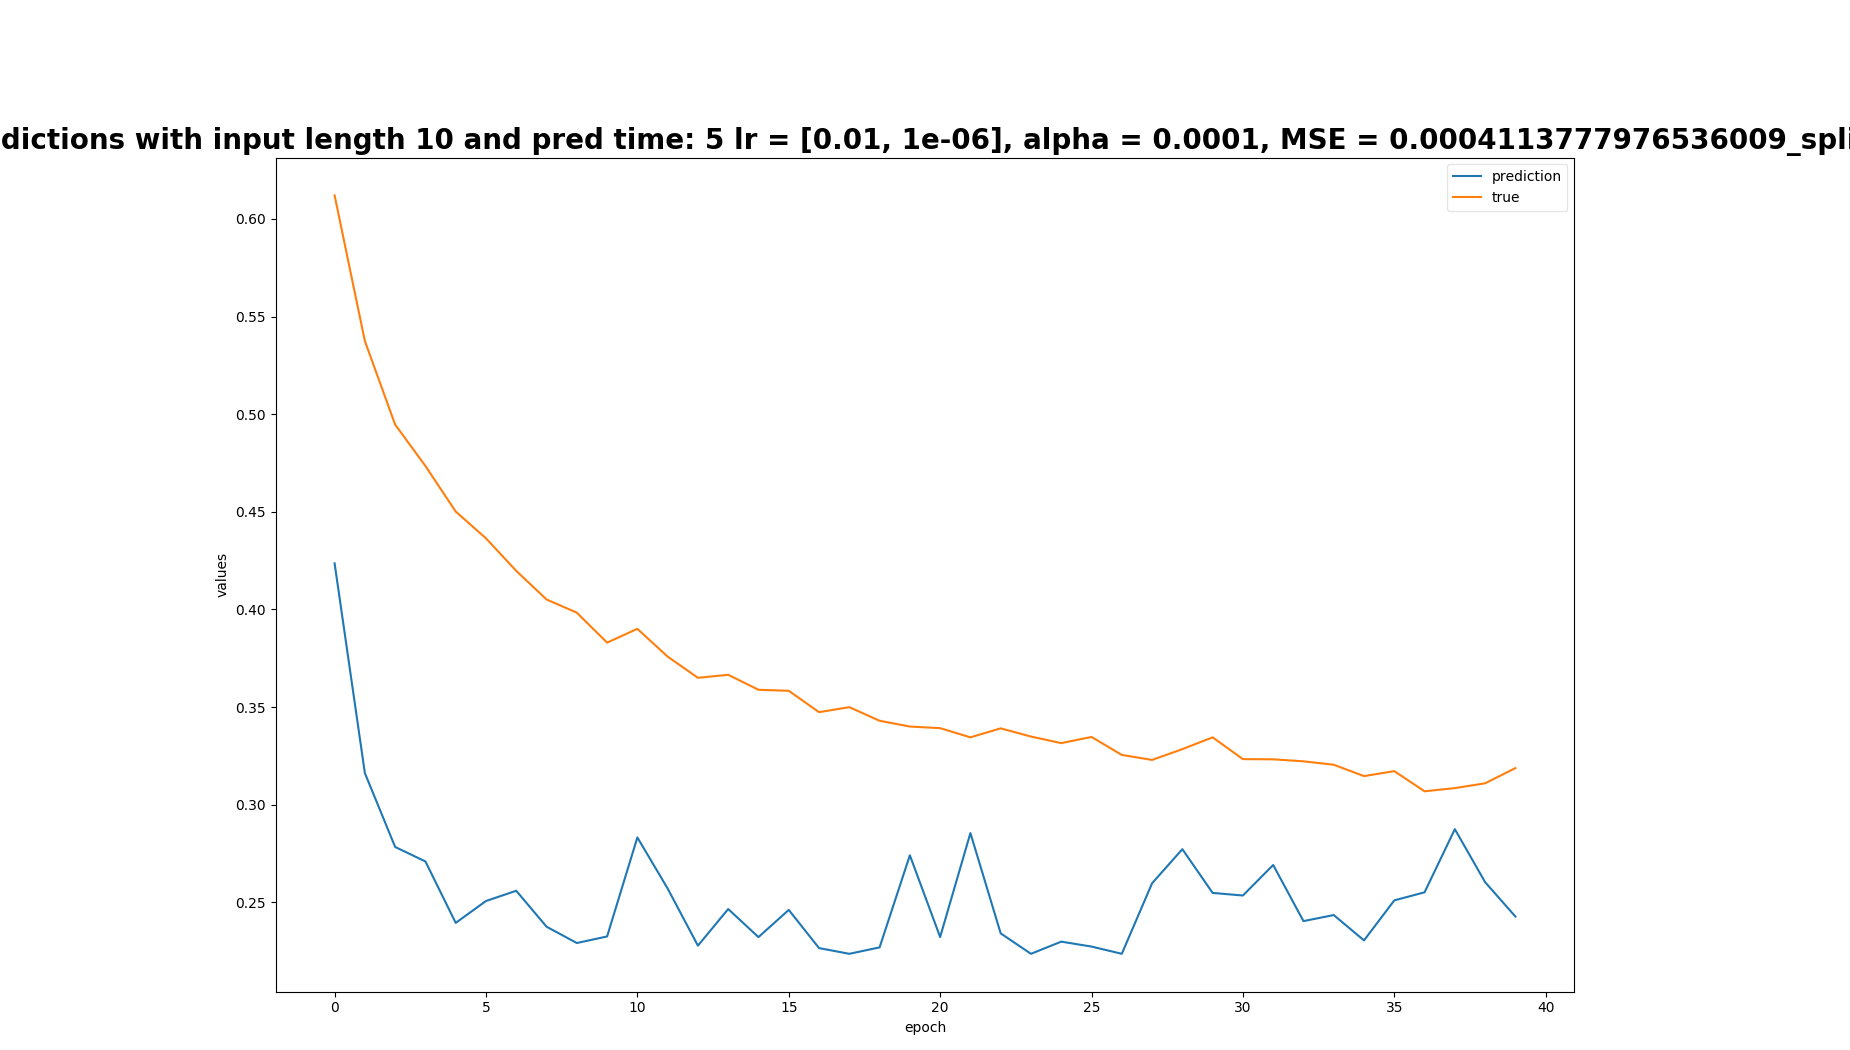 dictions with input length 10 and pred time: 5 lr = [0.01, 1e-06], alpha = 0.0001, MSE = 0.0004113777976536009_spli
prediction
true
0.60
0.55
0.50
0.45
0.40
0.35
0.30
0.25
values
0 5 10 15 20 25 30 35 40
epoch